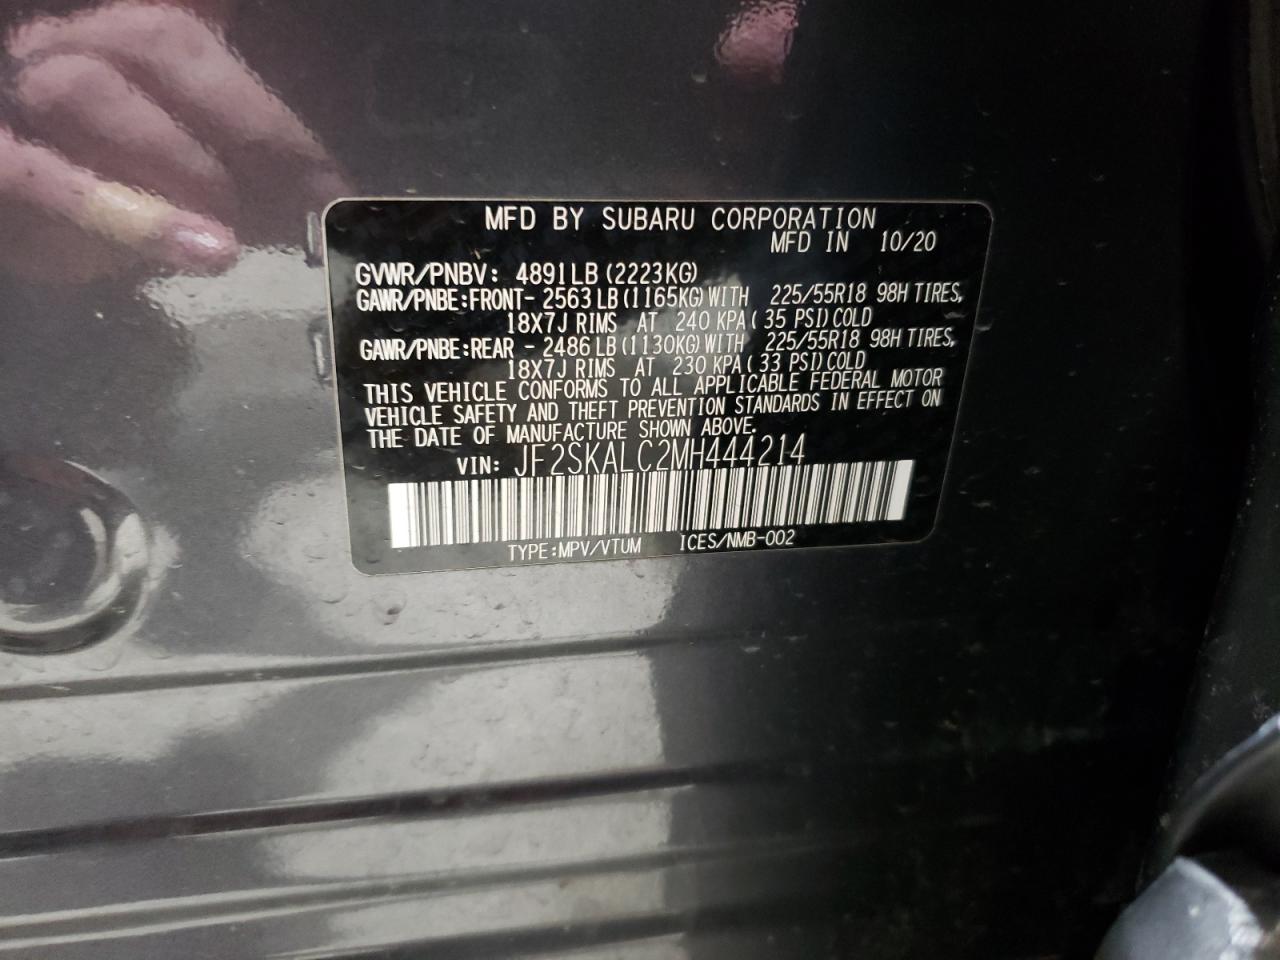 MFD BY SUBARU CORPORATION
MFD IN 10/20
GVWR/PNBV: 4891LB (2223KG)
GAWR/PNBE:FRONT- 2563LB (1165KG) WITH 225/55R18 98H TIRES,
18X7J RIMS AT 240 KPA ( 35 PSI) COLD
GAWR/PNBE:REAR - 2486LB (1130KG) WITH 225/55R18 98H TIRES,
18X7J RIMS AT 230 KPA ( 33 PSI) COLD
THIS VEHICLE CONFORMS TO ALL APPLICABLE FEDERAL MOTOR
VEHICLE SAFETY AND THEFT PREVENTION STANDARDS IN EFFECT ON
THE DATE OF MANUFACTURE SHOWN ABOVE.
VIN: JF2SKALC2MH444214
TYPE:MPV/VTUM ICES/NMB-002